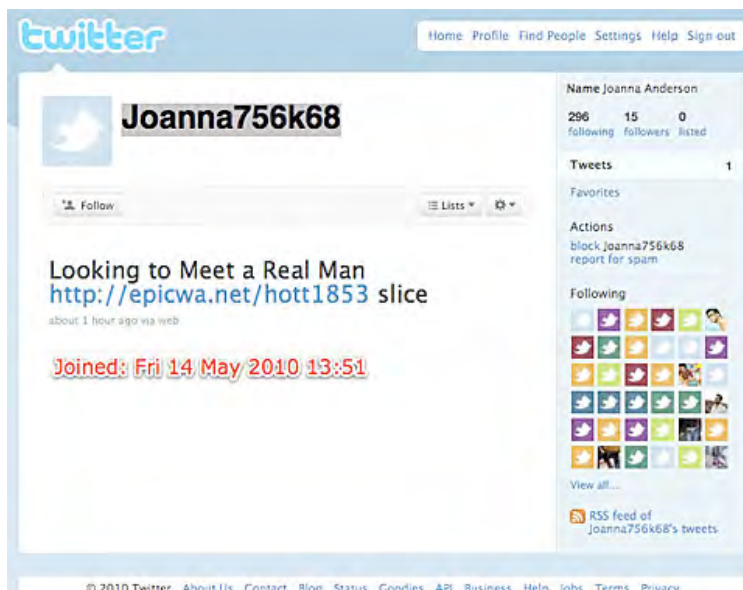 twitter
Home Profile Find People Settings Help Sign out
Joanna756k68
Follow
Lists
Looking to Meet a Real Man
http://epicwa.net/hott1853 slice
about 1 hour ago via web
Joined: Fri 14 May 2010 13:51
Name Joanna Anderson
296 15 0
following followers listed
Tweets 1
Favorites
Actions
block Joanna756k68
report for spam
Following
View all...
RSS feed of
Joanna756k68's tweets
© 2010 Twitter About Us Contact Blog Status Goodies API Business Help Jobs Terms Privacy